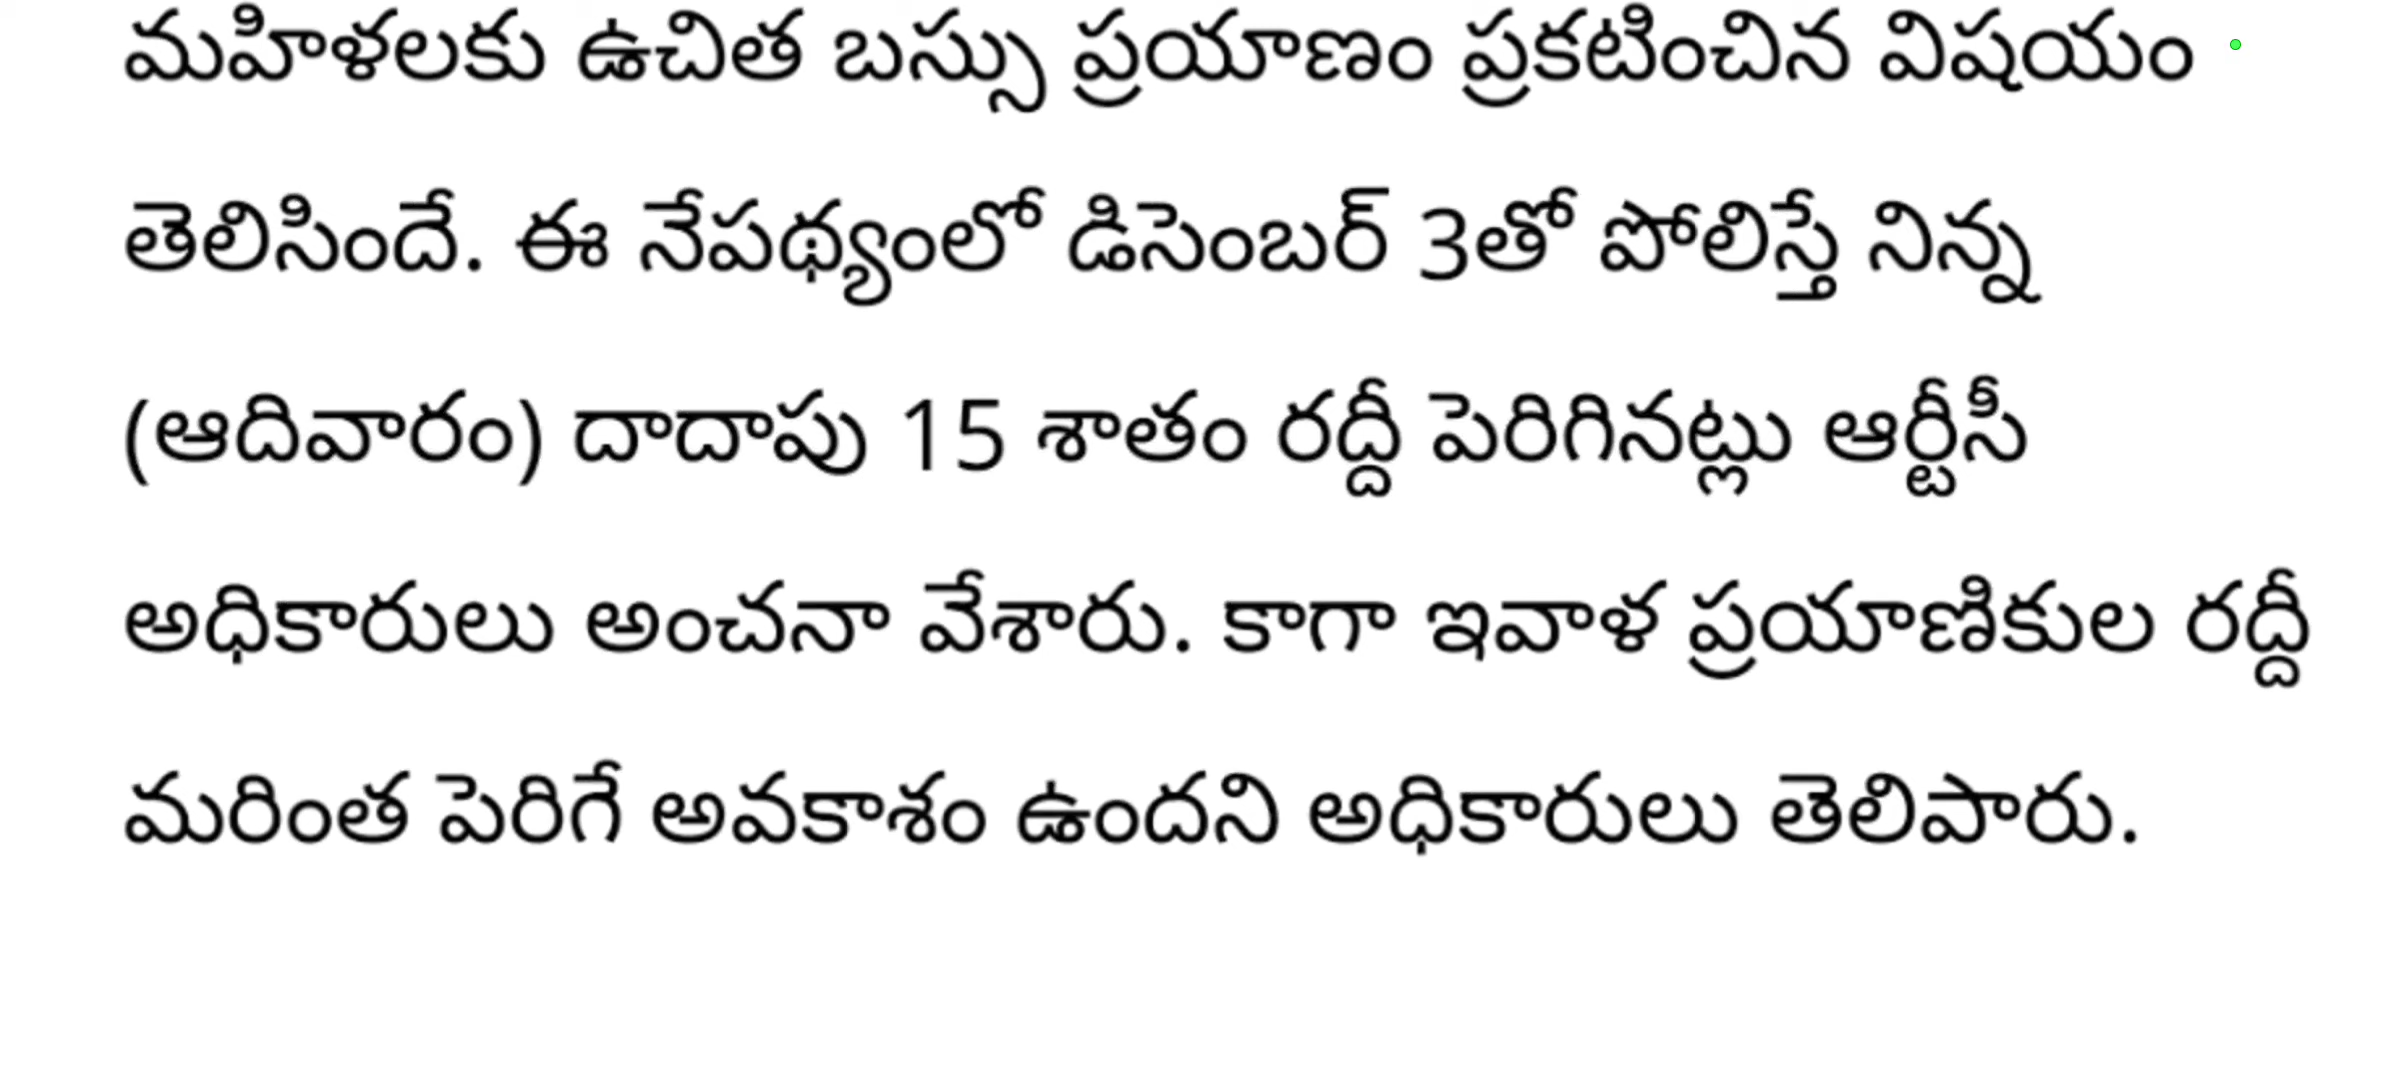 మహిళలకు ఉచిత బస్సు ప్రయాణం ప్రకటించిన విషయం
తెలిసిందే. ఈ నేపథ్యంలో డిసెంబర్ 3తో పోలిస్తే నిన్న
(ఆదివారం) దాదాపు 15 శాతం రద్దీ పెరిగినట్లు ఆర్టీసీ
అధికారులు అంచనా వేశారు. కాగా ఇవాళ ప్రయాణికుల రద్దీ
మరింత పెరిగే అవకాశం ఉందని అధికారులు తెలిపారు.